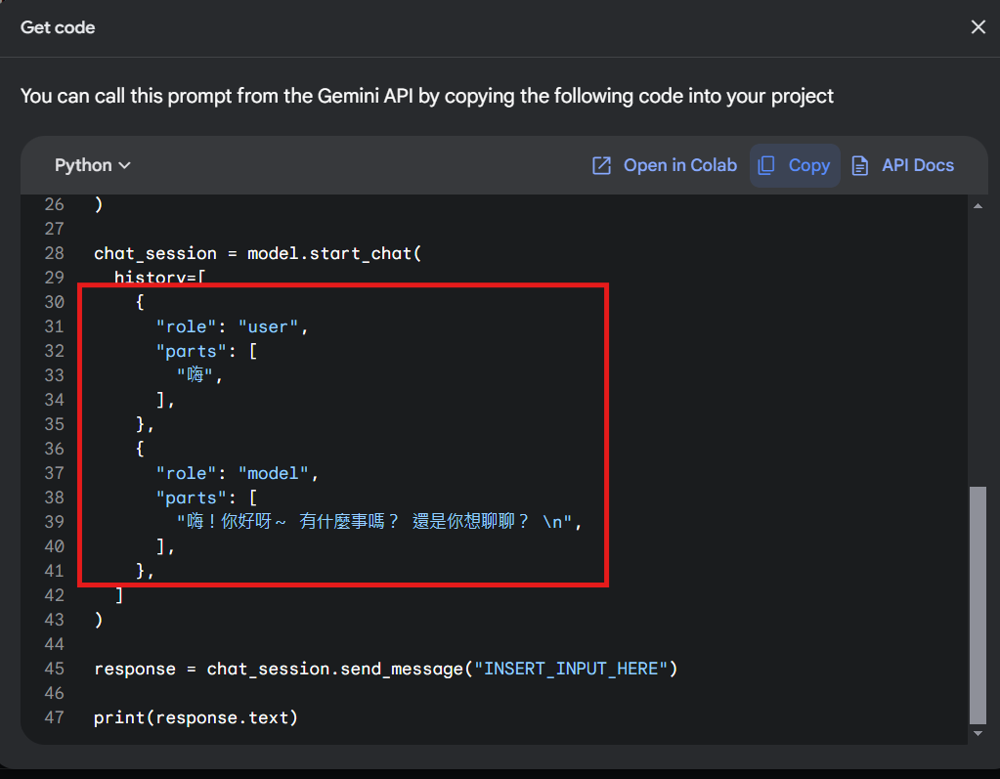 Get code
You can call this prompt from the Gemini API by copying the following code into your project
Python
Open in Colab
Copy
API Docs
26 )
27
28 chat_session = model.start_chat(
29   history=[
30     {
31       "role": "user",
32       "parts": [
33         "嗨",
34       ],
35     },
36     {
37       "role": "model",
38       "parts": [
39         "嗨！你好呀～ 有什麼事嗎？ 還是你想聊聊？ \n",
40       ],
41     },
42   ]
43 )
44
45 response = chat_session.send_message("INSERT_INPUT_HERE")
46
47 print(response.text)